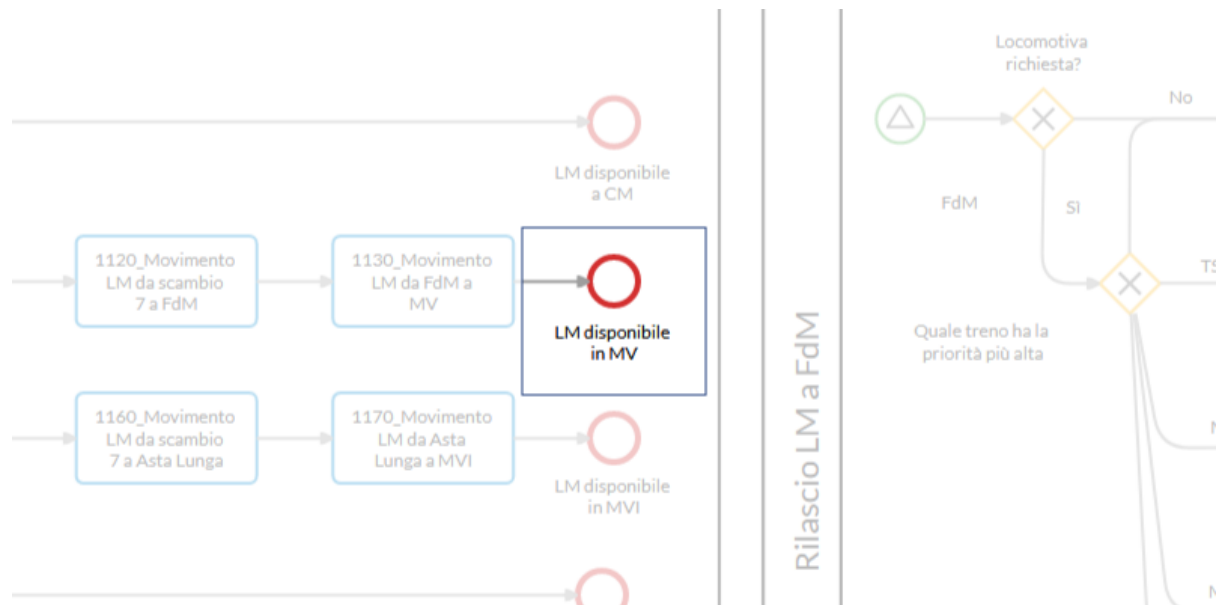 Locomotiva
richiesta?
No
LM disponibile
a CM
FdM
SI
1120_Movimento
LM da scambio
7 a FdM
1130_Movimento
LM da FdM a
MV
LM disponibile
in MV
TS
Quale treno ha la
priorità più alta
Rilascio LM a FdM
1160_Movimento
LM da scambio
7 a Asta Lunga
1170_Movimento
LM da Asta
Lunga a MVI
LM disponibile
in MVI